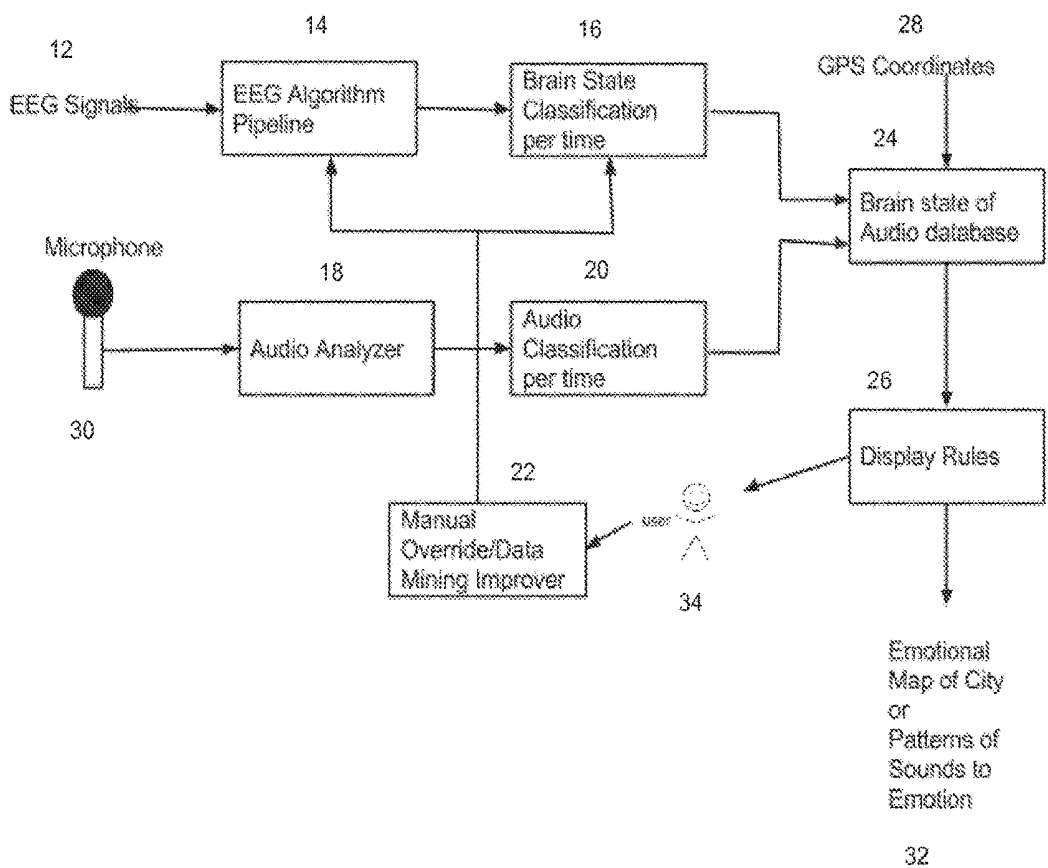 12
EEG Signals
14
EEG Algorithm
Pipeline
16
Brain State
Classification
per time
28
GPS Coordinates
24
Brain state of
Audio database
Microphone
30
18
Audio Analyzer
20
Audio
Classification
per time
26
Display Rules
22
Manual
Override/Data
Mining Improver
user
34
Emotional
Map of City
or
Patterns of
Sounds to
Emotion
32